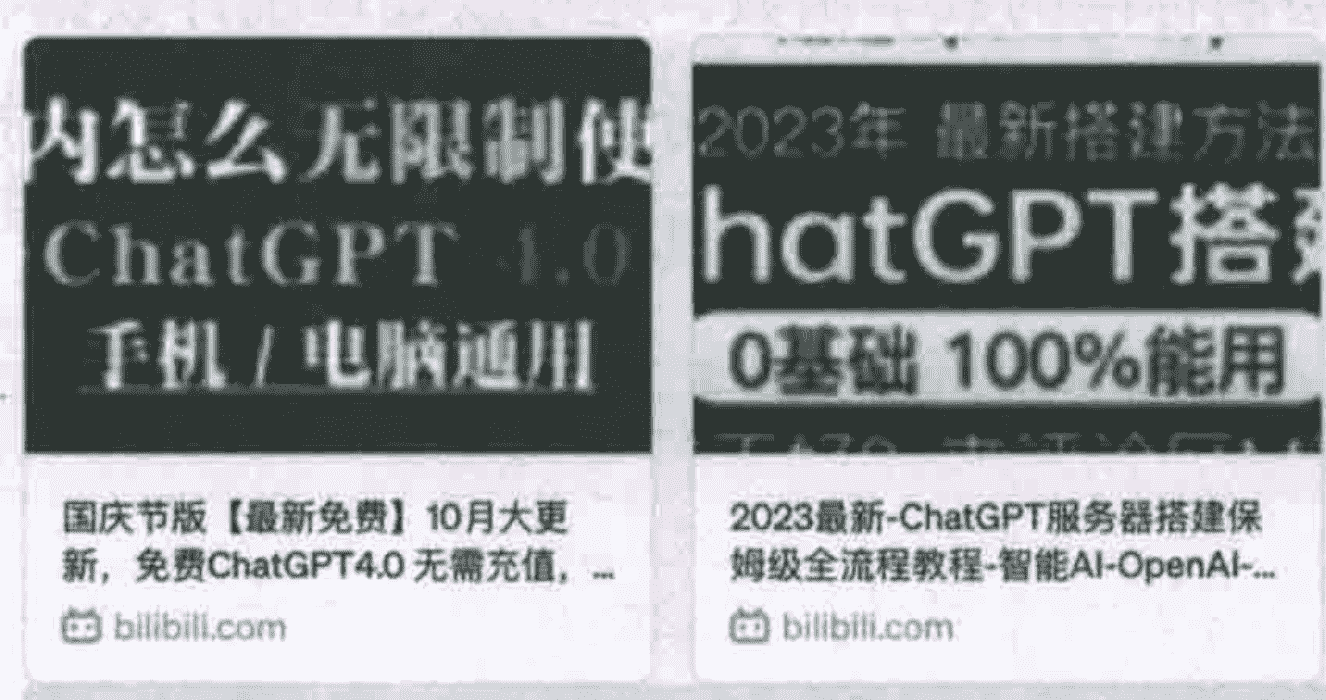 内怎么无限制使
ChatGPT 4.0
手机 / 电脑通用
国庆节版【最新免费】10月大更
新，免费ChatGPT4.0 无需充值，...
bilibili.com
2023年 最新搭建方法
hatGPT搭建
0基础 100%能用
2023最新-ChatGPT服务器搭建保
姆级全流程教程-智能AI-OpenAI-...
bilibili.com